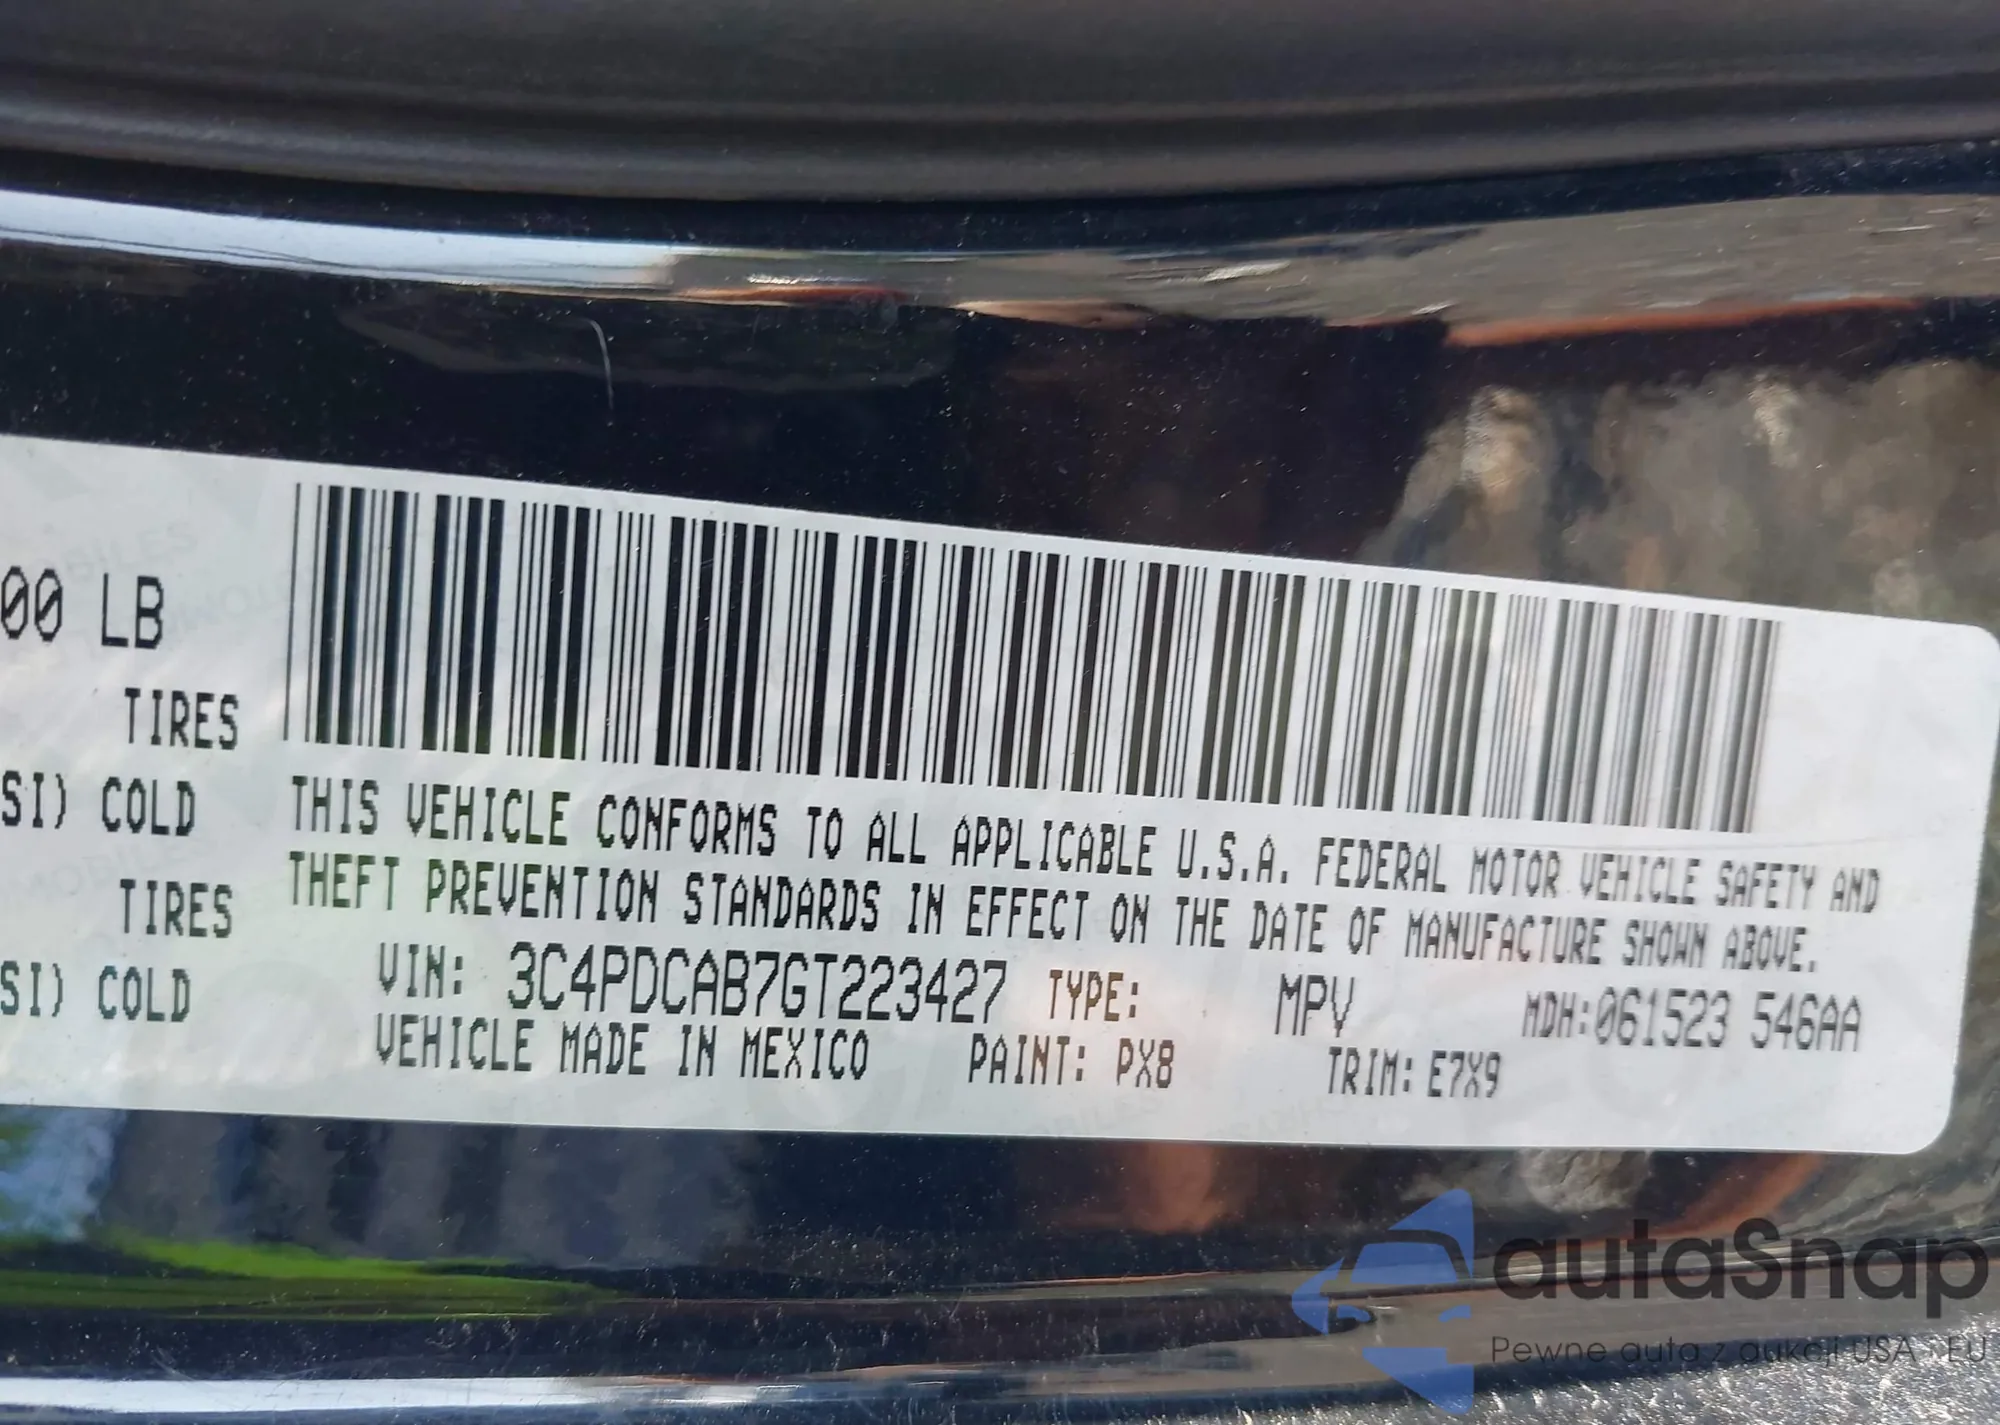 00 LB
TIRES
SI) COLD
TIRES
SI) COLD
THIS VEHICLE CONFORMS TO ALL APPLICABLE U.S.A. FEDERAL MOTOR VEHICLE SAFETY AND
THEFT PREVENTION STANDARDS IN EFFECT ON THE DATE OF MANUFACTURE SHOWN ABOVE.
VIN: 3C4PDCAB7GT223427 TYPE: MPV MDH:061523 546AA
VEHICLE MADE IN MEXICO PAINT: PX8 TRIM: E7X9
autaSnap
Pewne auta z aukcji USA i EU